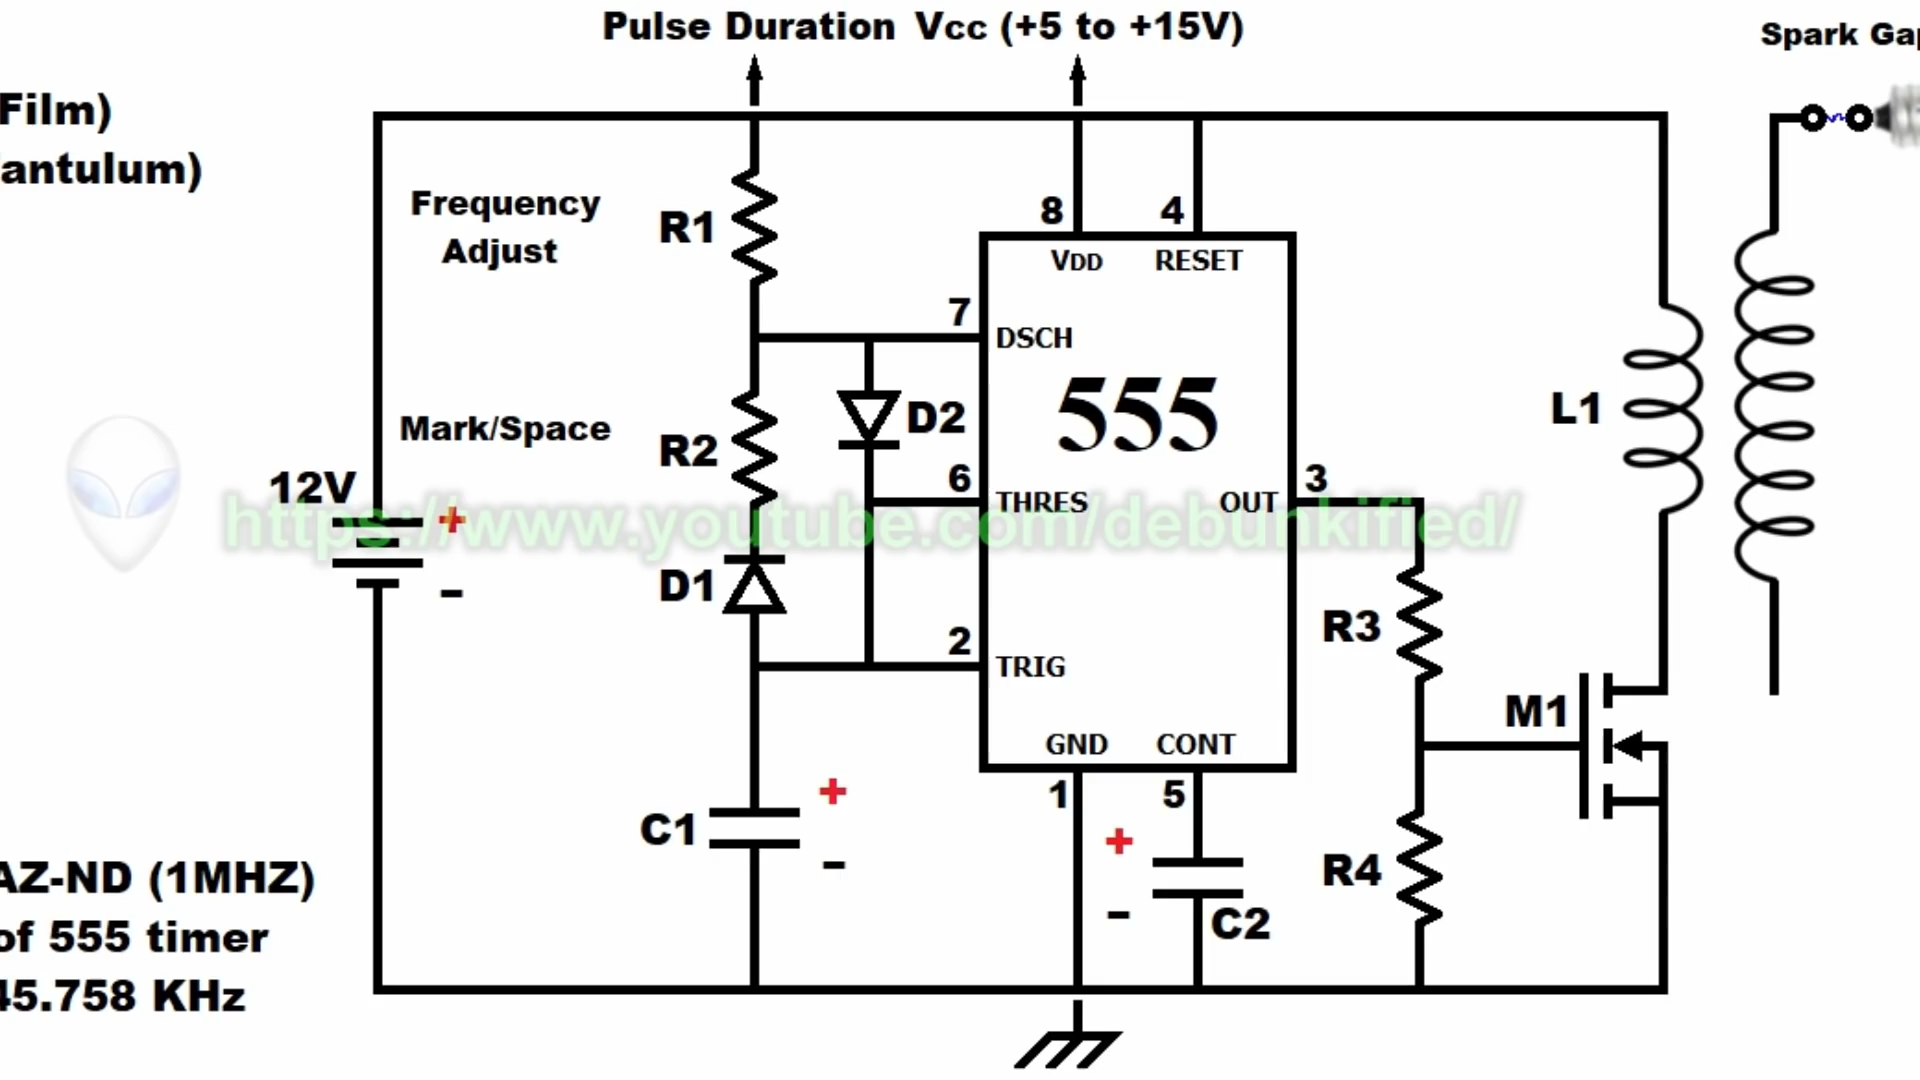 Pulse Duration Vcc (+5 to +15V)
Spark Gap
Film)
antulum)
Frequency
Adjust
R1
8
4
VDD
RESET
7
DSCH
555
D2
Mark/Space
R2
L1
12V
+
-
6
THRES
OUT
3
https://www.youtube.com/debunkified/
D1
R3
2
TRIG
M1
GND
CONT
1
5
+
-
C1
+
-
C2
R4
AZ-ND (1MHZ)
of 555 timer
45.758 KHz